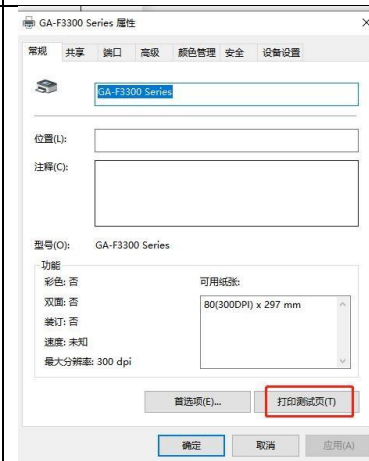 GA-F3300 Series 属性
常规 共享 端口 高级 颜色管理 安全 设备设置
GA-F3300 Series
位置(L):
注释(C):
型号(O): GA-F3300 Series
功能
彩色: 否
双面: 否
装订: 否
速度: 未知
最大分辨率: 300 dpi
可用纸张:
80(300DPI) x 297 mm
首选项(E)... 打印测试页(T)
确定 取消 应用(A)